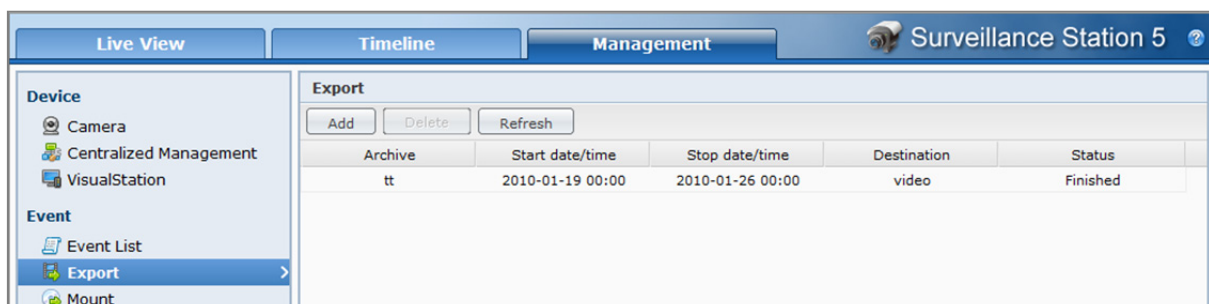 Live View Timeline Management Surveillance Station 5 ?
Device
Camera
Centralized Management
VisualStation
Event
Event List
Export
Mount
Export
Add Delete Refresh
Archive Start date/time Stop date/time Destination Status
tt 2010-01-19 00:00 2010-01-26 00:00 video Finished